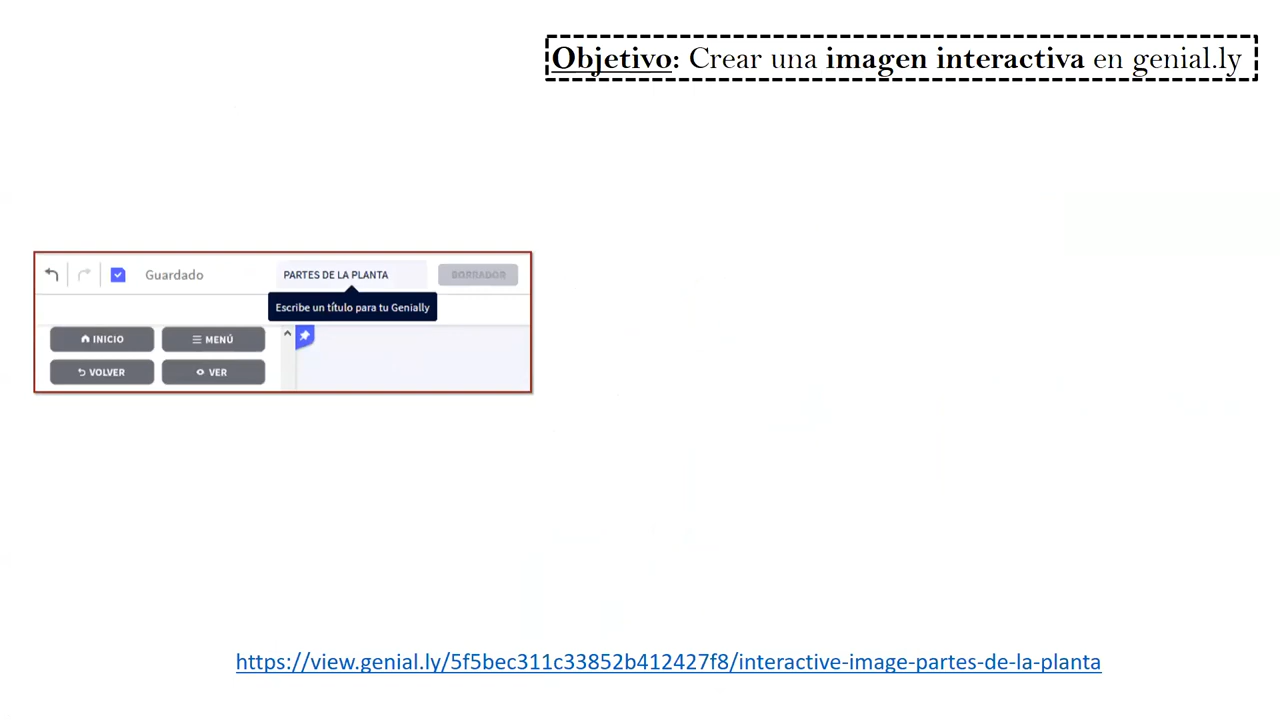 Objetivo: Crear una imagen interactiva en genial.ly
Guardado PARTES DE LA PLANTA BORRADOR
Escribe un título para tu Genially
INICIO MENÚ
VOLVER VER
https://view.genial.ly/5f5bec311c33852b412427f8/interactive-image-partes-de-la-planta